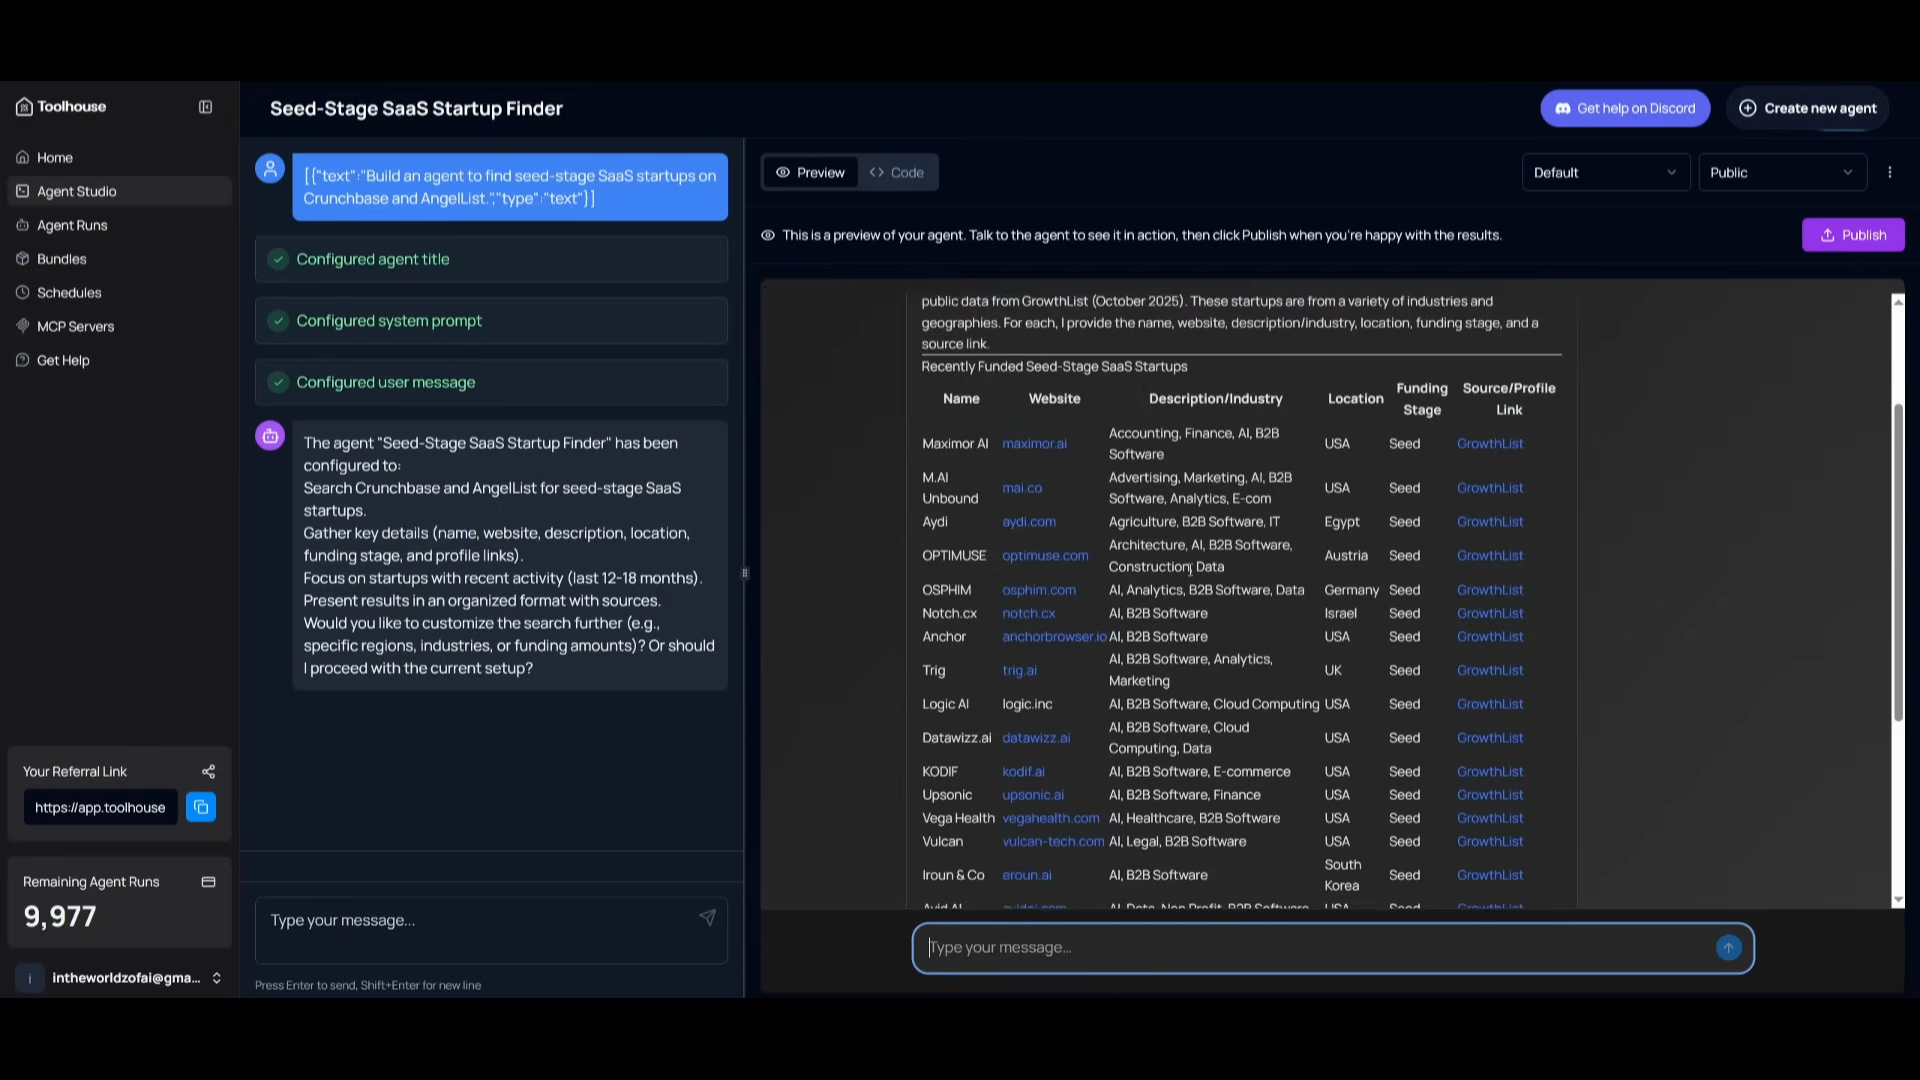 Toolhouse
Home
Agent Studio
Agent Runs
Bundles
Schedules
MCP Servers
Get Help
Your Referral Link
https://app.toolhouse
Remaining Agent Runs
9,977
i
intheworldzofai@gma...
Seed-Stage SaaS Startup Finder
Get help on Discord
Create new agent
[{"text":"Build an agent to find seed-stage SaaS startups on
Crunchbase and AngelList.","type":"text"}]
Configured agent title
Configured system prompt
Configured user message
The agent "Seed-Stage SaaS Startup Finder" has been
configured to:
Search Crunchbase and AngelList for seed-stage SaaS
startups.
Gather key details (name, website, description, location,
funding stage, and profile links).
Focus on startups with recent activity (last 12-18 months).
Present results in an organized format with sources.
Would you like to customize the search further (e.g.,
specific regions, industries, or funding amounts)? Or should
I proceed with the current setup?
Type your message...
Press Enter to send, Shift+Enter for new line
Preview
Code
Default
Public
This is a preview of your agent. Talk to the agent to see it in action, then click Publish when you're happy with the results.
Publish
public data from GrowthList (October 2025). These startups are from a variety of industries and
geographies. For each, I provide the name, website, description/industry, location, funding stage, and a
source link.
Recently Funded Seed-Stage SaaS Startups
Name Website Description/Industry Location Funding Stage Source/Profile Link
Maximor AI maximor.ai Accounting, Finance, AI, B2B Software USA Seed GrowthList
M.AI Unbound mai.co Advertising, Marketing, AI, B2B Software, Analytics, E-com USA Seed GrowthList
Aydi aydi.com Agriculture, B2B Software, IT Egypt Seed GrowthList
OPTIMUSE optimuse.com Architecture, AI, B2B Software, Construction, Data Austria Seed GrowthList
OSPHIM osphim.com AI, Analytics, B2B Software, Data Germany Seed GrowthList
Notch.cx notch.cx AI, B2B Software Israel Seed GrowthList
Anchor anchorbrowser.io AI, B2B Software USA Seed GrowthList
Trig trig.ai AI, B2B Software, Analytics, Marketing UK Seed GrowthList
Logic AI logic.inc AI, B2B Software, Cloud Computing USA Seed GrowthList
Datawizz.ai datawizz.ai AI, B2B Software, Cloud Computing, Data USA Seed GrowthList
KODIF kodif.ai AI, B2B Software, E-commerce USA Seed GrowthList
Upsonic upsonic.ai AI, B2B Software, Finance USA Seed GrowthList
Vega Health vegahealth.com AI, Healthcare, B2B Software USA Seed GrowthList
Vulcan vulcan-tech.com AI, Legal, B2B Software USA Seed GrowthList
Iroun & Co eroun.ai AI, B2B Software South Korea Seed GrowthList
Type your message...